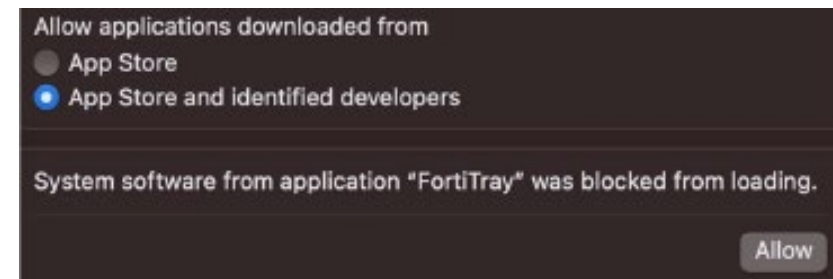 Allow applications downloaded from
App Store
App Store and identified developers
System software from application “FortiTray” was blocked from loading.
Allow